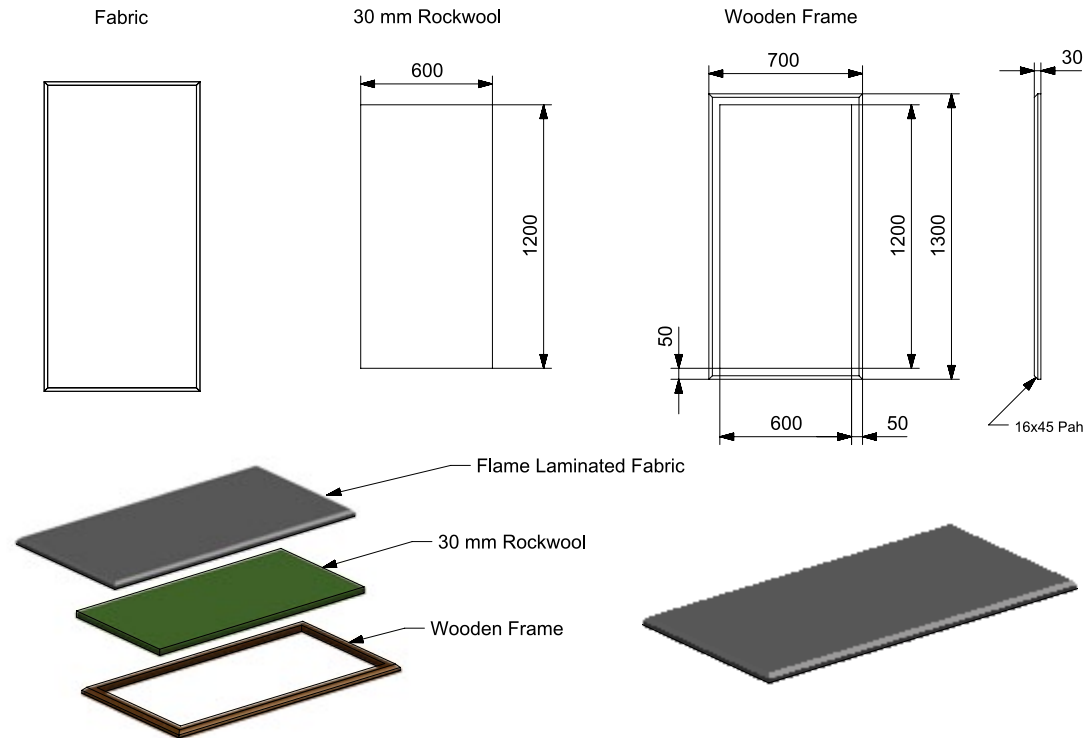 Fabric
30 mm Rockwool
Wooden Frame
600
1200
700
30
1200
1300
50
600
50
16x45 Pah
Flame Laminated Fabric
30 mm Rockwool
Wooden Frame